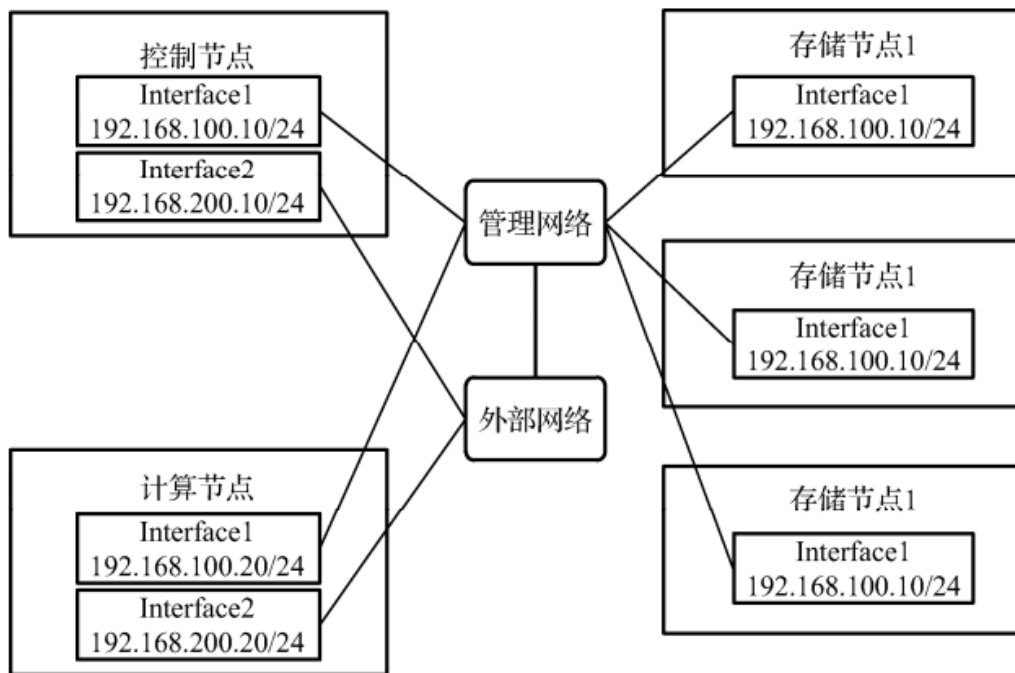 控制节点
Interface1
192.168.100.10/24
Interface2
192.168.200.10/24
计算节点
Interface1
192.168.100.20/24
Interface2
192.168.200.20/24
管理网络
外部网络
存储节点1
Interface1
192.168.100.10/24
存储节点1
Interface1
192.168.100.10/24
存储节点1
Interface1
192.168.100.10/24